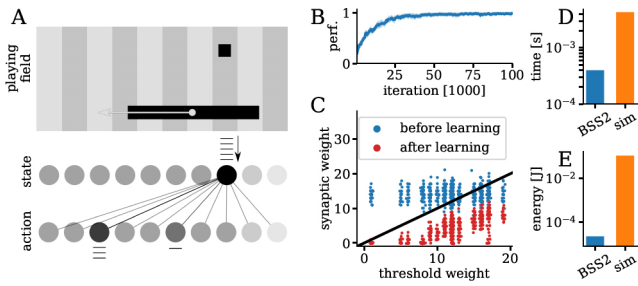 A
playing
field
state
action
B
perf.
1
0
25
50
75
100
iteration [1000]
C
synaptic weight
30
20
10
0
before learning
after learning
0
10
20
threshold weight
D
time [s]
10⁻³
10⁻⁴
BSS2
sim
E
energy [J]
10⁻²
10⁻⁴
BSS2
sim